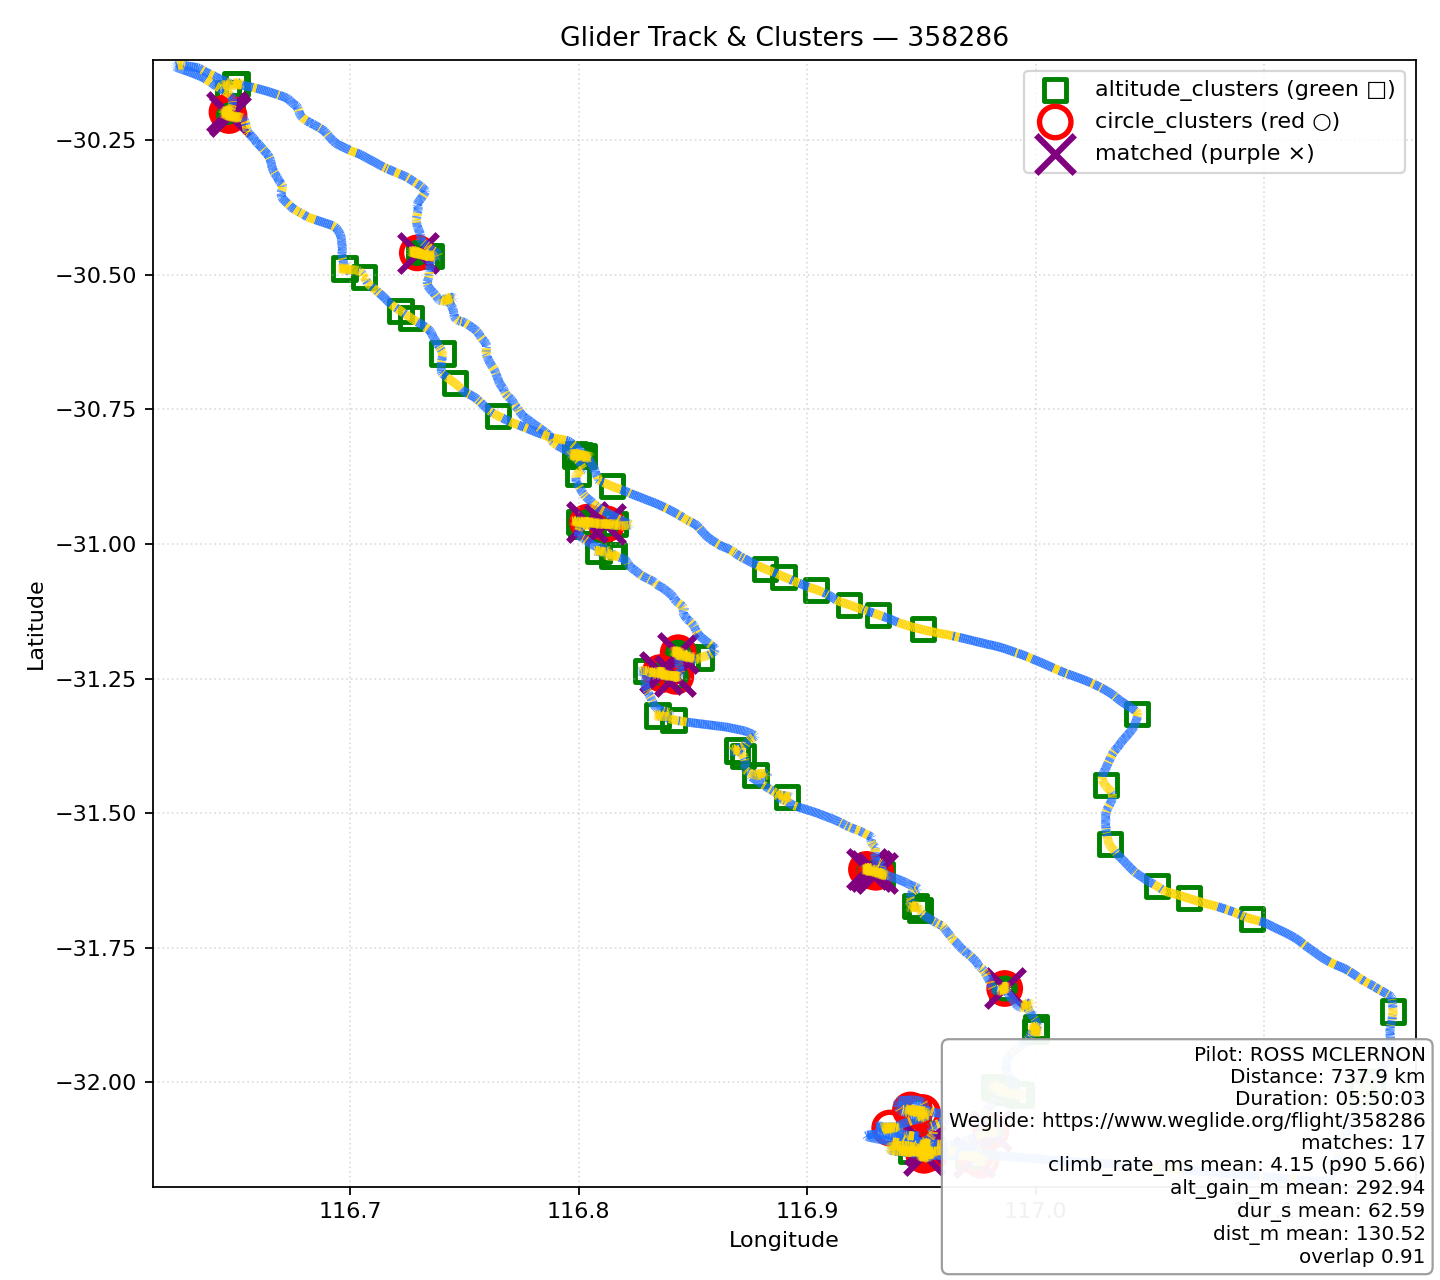 Glider Track & Clusters — 358286
altitude_clusters (green □)
circle_clusters (red ○)
matched (purple ×)
−30.25
−30.50
−30.75
−31.00
−31.25
−31.50
−31.75
−32.00
Latitude
116.7
116.8
116.9
117.0
Longitude
Pilot: ROSS MCLERNON
Distance: 737.9 km
Duration: 05:50:03
Weglide: https://www.weglide.org/flight/358286
matches: 17
climb_rate_ms mean: 4.15 (p90 5.66)
alt_gain_m mean: 292.94
dur_s mean: 62.59
dist_m mean: 130.52
overlap 0.91